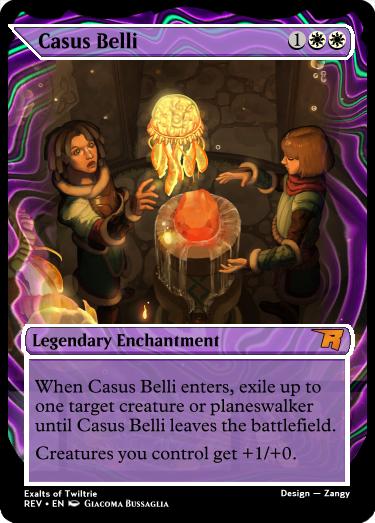 Casus Belli 1
Legendary Enchantment
When Casus Belli enters, exile up to
one target creature or planeswalker
until Casus Belli leaves the battlefield.
Creatures you control get +1/+0.
Exalts of Twiltrie Design — Zangy
REV • EN Giacoma Bussaglia